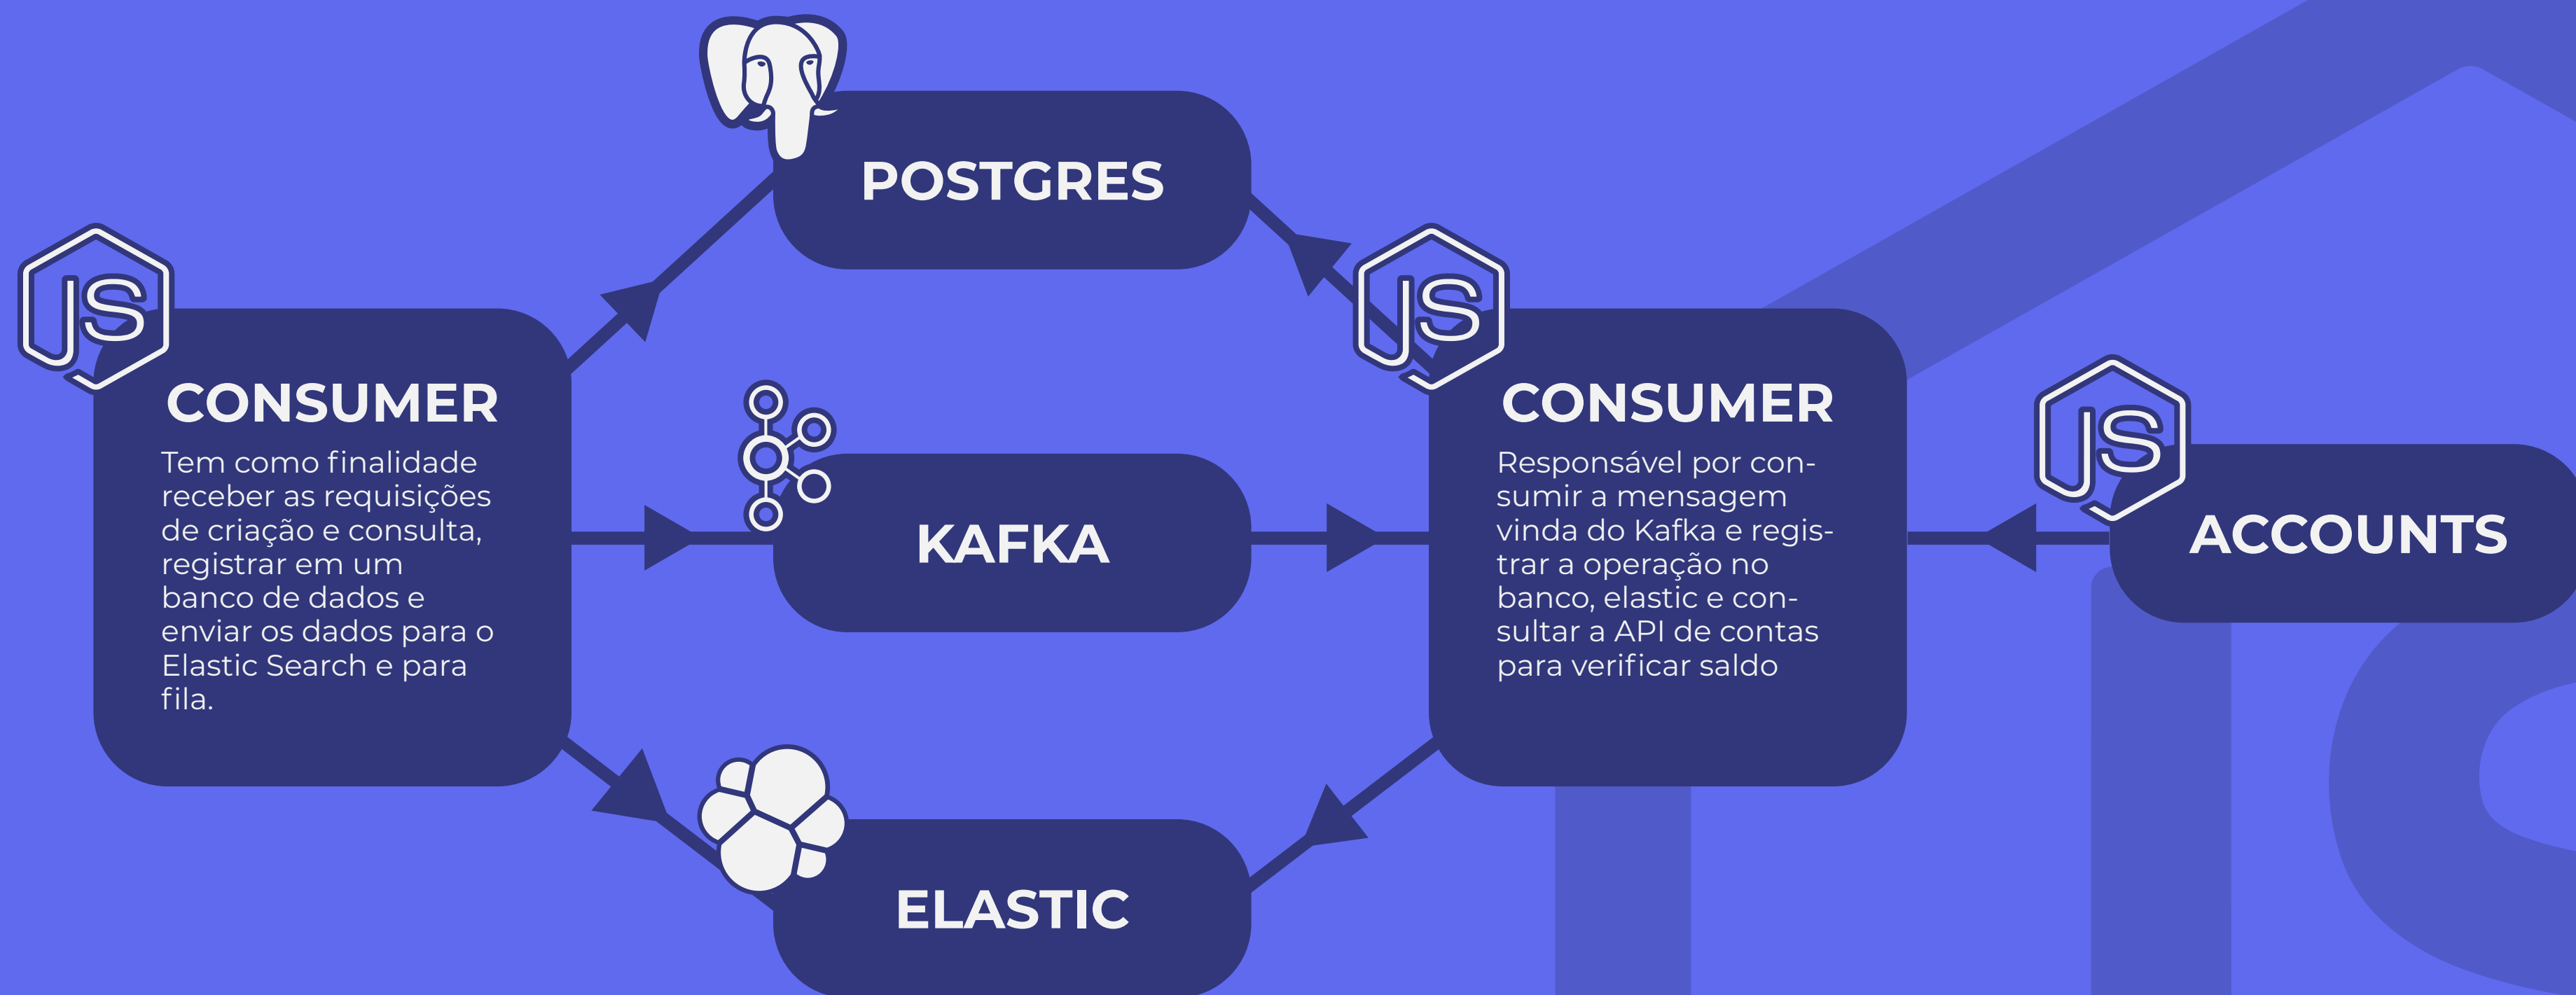 POSTGRES
JS
CONSUMER
Tem como finalidade
receber as requisições
de criação e consulta,
registrar em um
banco de dados e
enviar os dados para o
Elastic Search e para
fila.
KAFKA
JS
CONSUMER
Responsável por con-
sumir a mensagem
vinda do Kafka e regis-
trar a operação no
banco, elastic e con-
sultar a API de contas
para verificar saldo
JS
ACCOUNTS
ELASTIC